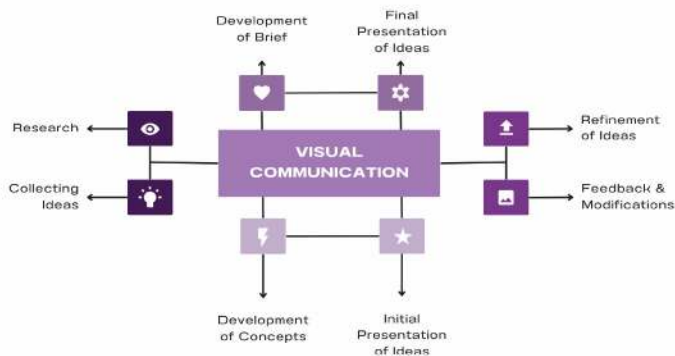 Development
of Brief
Final
Presentation
of Ideas
Research
Refinement
of Ideas
VISUAL
COMMUNICATION
Collecting
Ideas
Feedback &
Modifications
Development
of Concepts
Initial
Presentation
of Ideas